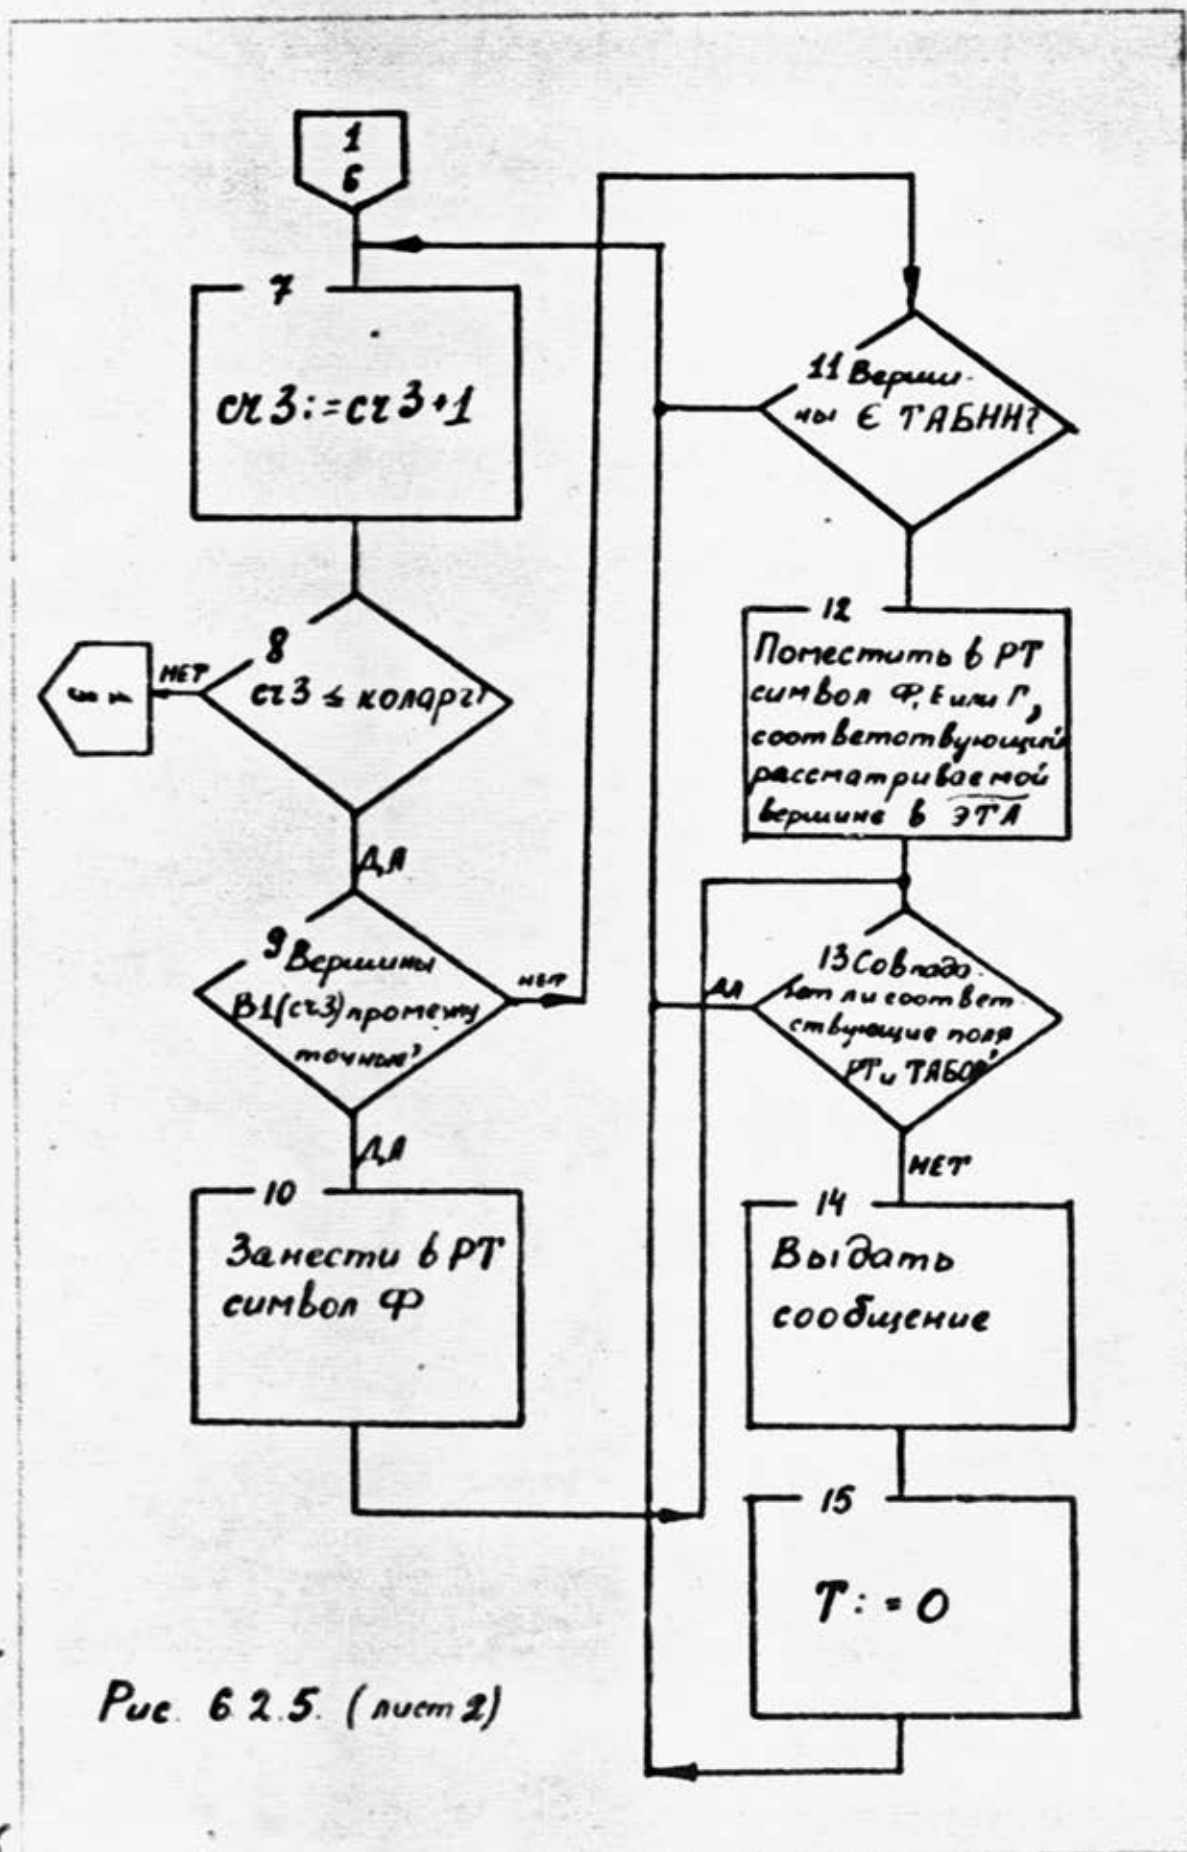 1
6
7
сч3:=сч3+1
8
сч3 ≤ коларг?
НЕТ
ДА
9 Вершины
В1(сч3) промежу
точные?
НЕТ
ДА
10
Занести в РТ
символ Ф
11 Верши-
ны Є ТАБНН?
12
Поместить в РТ
символ Ф, Е или Г,
соответствующий
рассматриваемой
вершине в ЭТА
13 Совпада-
ют ли соответ
ствующие поля
РТ и ТАБОР?
ДА
НЕТ
14
Выдать
сообщение
15
Т:=0
Рис. 6.2.5. (лист 2)